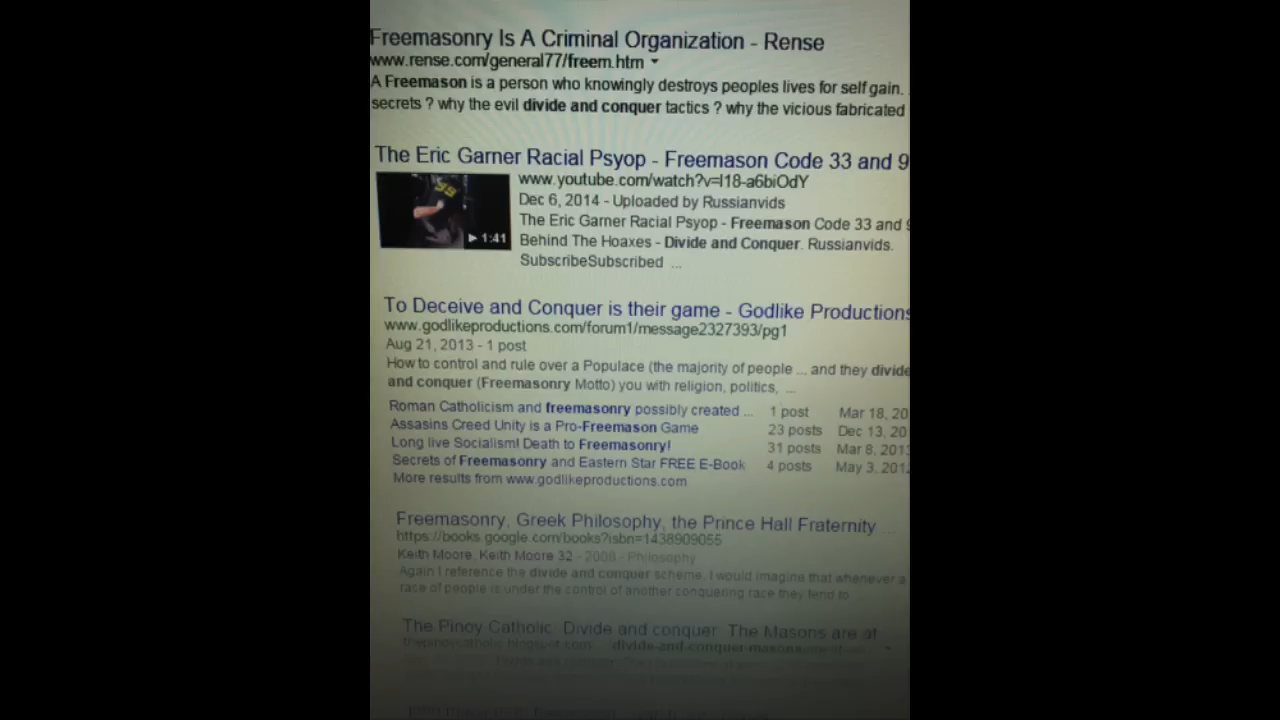 Freemasonry Is A Criminal Organization - Rense
www.rense.com/general77/freem.htm
A Freemason is a person who knowingly destroys peoples lives for self gain.
secrets ? why the evil divide and conquer tactics ? why the vicious fabricated
The Eric Garner Racial Psyop - Freemason Code 33 and 9
www.youtube.com/watch?v=I18-a6biOdY
Dec 6, 2014 - Uploaded by Russianvids
The Eric Garner Racial Psyop - Freemason Code 33 and 9
99
1:41
Behind The Hoaxes - Divide and Conquer. Russianvids.
SubscribeSubscribed ...
To Deceive and Conquer is their game - Godlike Productions
www.godlikeproductions.com/forum1/message2327393/pg1
Aug 21, 2013 - 1 post
How to control and rule over a Populace (the majority of people ... and they divide
and conquer (Freemasonry Motto) you with religion, politics, ...
Roman Catholicism and freemasonry possibly created ... 1 post Mar 18, 20
Assasins Creed Unity is a Pro-Freemason Game 23 posts Dec 13, 20
Long live Socialism! Death to Freemasonry! 31 posts Mar 8, 2013
Secrets of Freemasonry and Eastern Star FREE E-Book 4 posts May 3, 2012
More results from www.godlikeproductions.com
Freemasonry, Greek Philosophy, the Prince Hall Fraternity ...
https://books.google.com/books?isbn=1438909055
Keith Moore, Keith Moore 32 - 2008 - Philosophy
Again I reference the divide and conquer scheme, I would imagine that whenever a
race of people is under the control of another conquering race they tend to
The Pinoy Catholic: Divide and conquer: The Masons are at
divide-and-conquer-masons